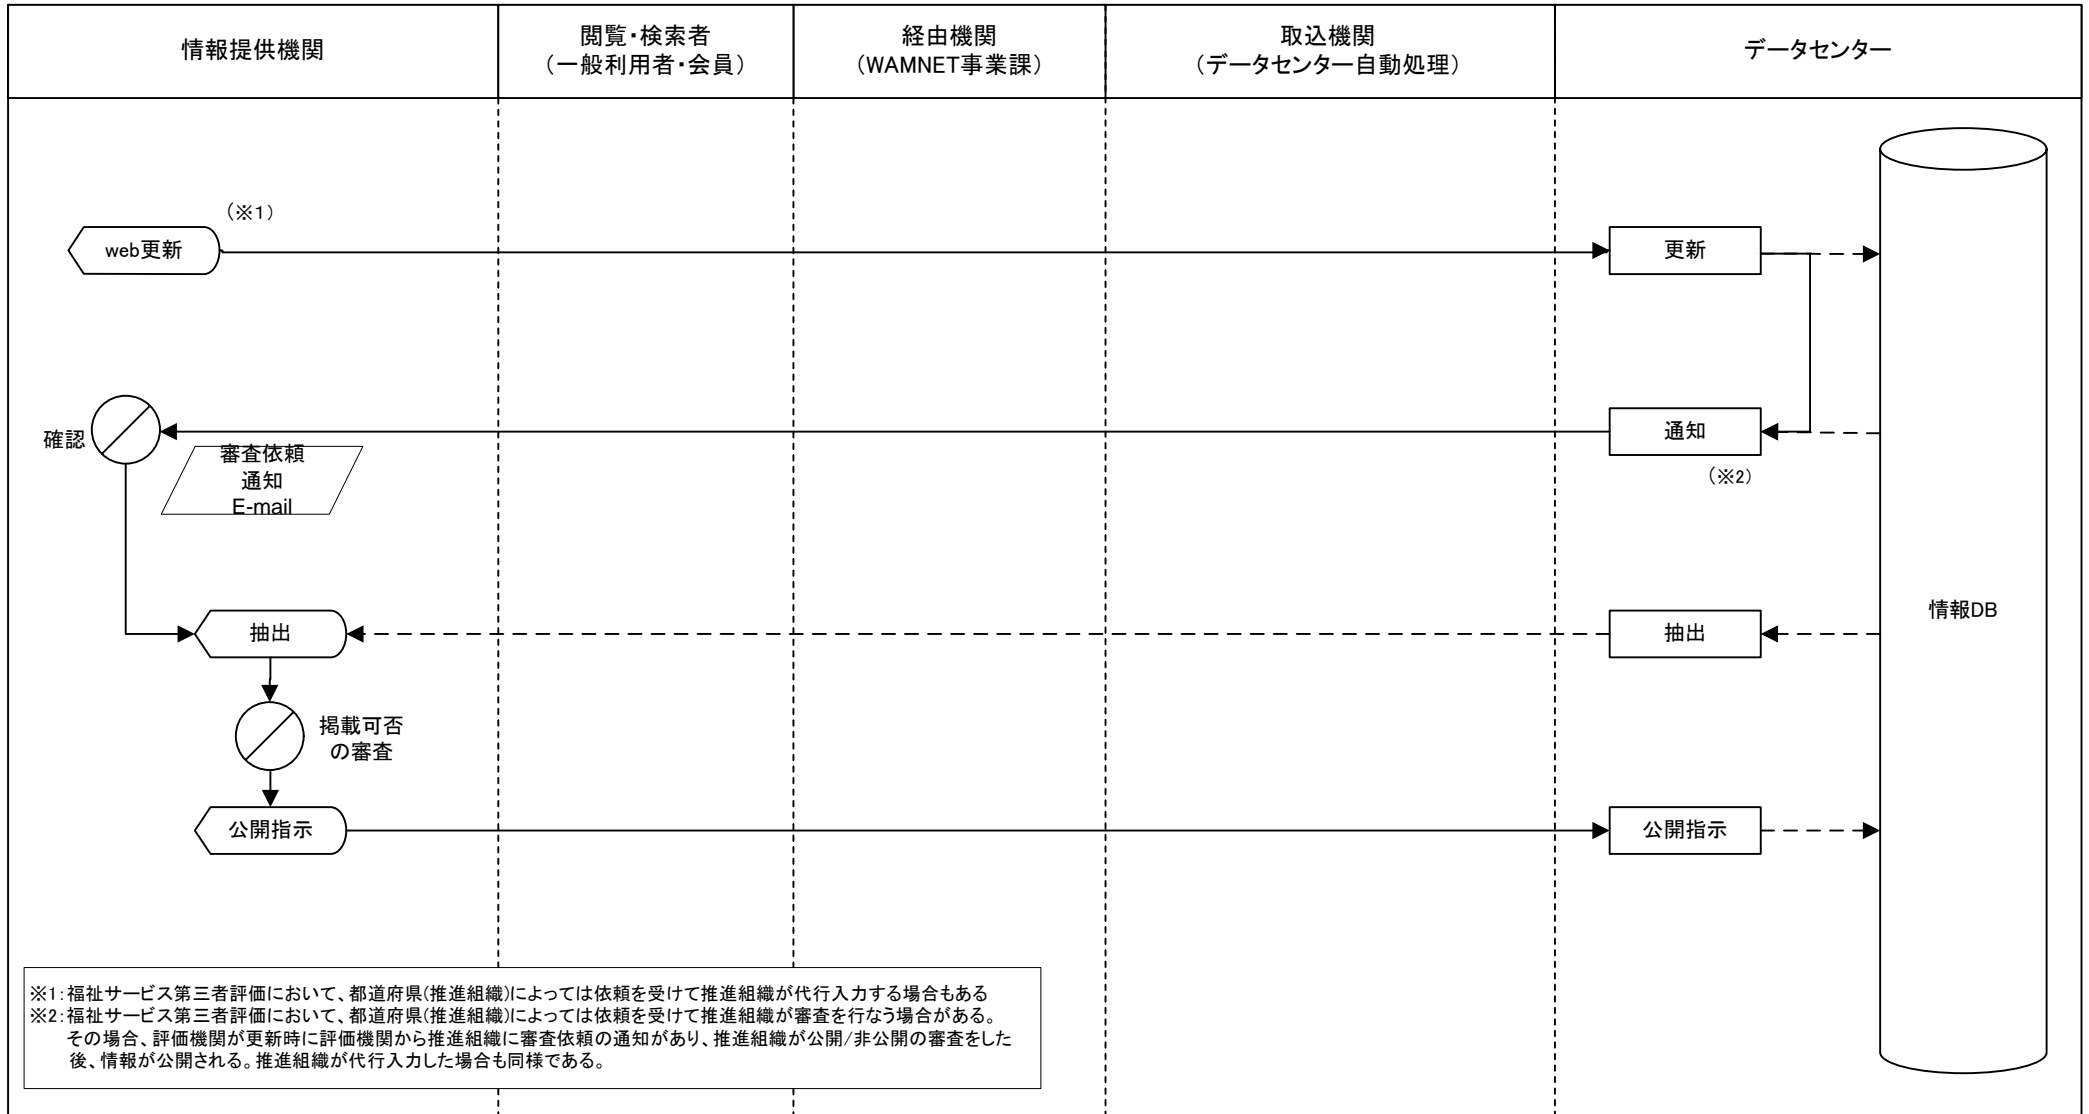 情報提供機関
閲覧・検索者
（一般利用者・会員）
経由機関
（WAMNET事業課）
取込機関
（データセンター自動処理）
データセンター
（※1）
web更新
更新
確認
審査依頼
通知
E-mail
通知
（※2）
抽出
抽出
情報DB
掲載可否
の審査
公開指示
公開指示
※1：福祉サービス第三者評価において、都道府県(推進組織)によっては依頼を受けて推進組織が代行入力する場合もある
※2：福祉サービス第三者評価において、都道府県(推進組織)によっては依頼を受けて推進組織が審査を行なう場合がある。
その場合、評価機関が更新時に評価機関から推進組織に審査依頼の通知があり、推進組織が公開/非公開の審査をした
後、情報が公開される。推進組織が代行入力した場合も同様である。